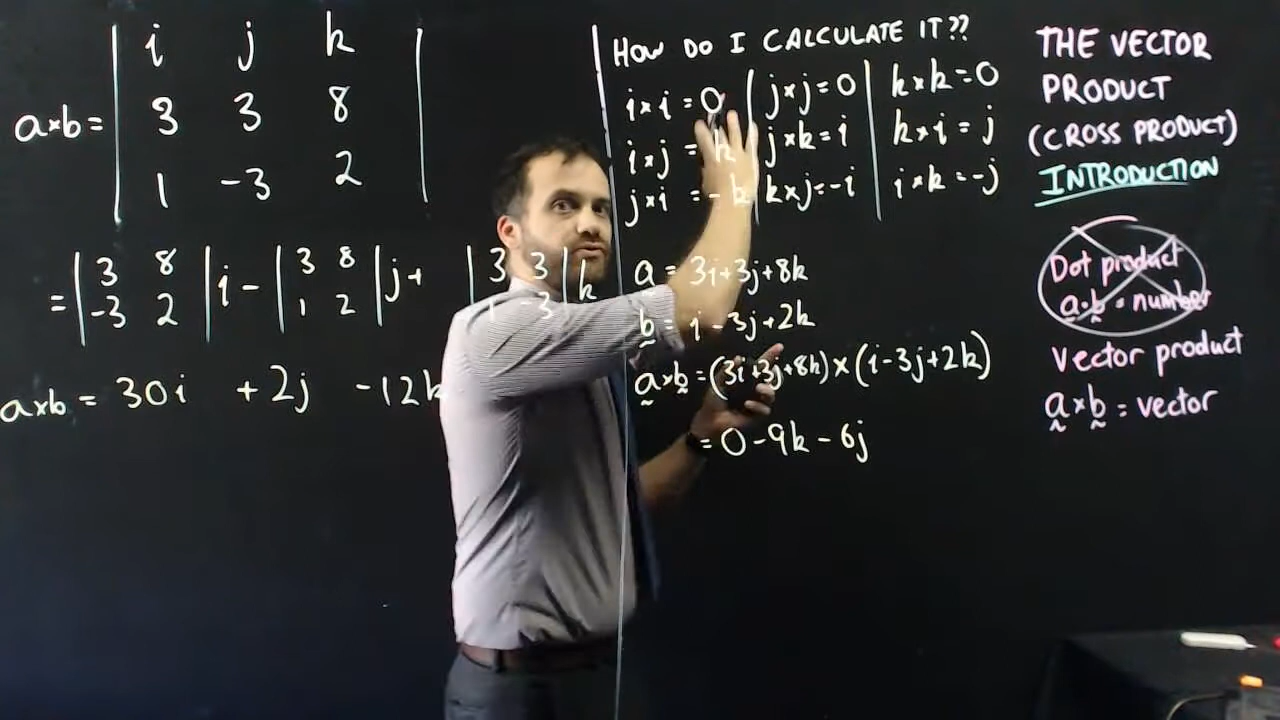 i j k
a×b = | 3 3 8 |
1 -3 2
= | 3 8 | i - | 3 8 | j + | 3 3 | k
-3 2 1 2 1 -3
a×b = 30i +2j -12k
HOW DO I CALCULATE IT??
i×i = 0 | j×j = 0 | k×k = 0
i×j = k | j×k = i | k×i = j
j×i = -k | k×j = -i | i×k = -j
a = 3i+3j+8k
b = i-3j+2k
a×b = (3i+3j+8k)×(i-3j+2k)
= 0-9k-6j
THE VECTOR
PRODUCT
(CROSS PRODUCT)
INTRODUCTION
Dot product
a·b = number
Vector product
a×b = vector